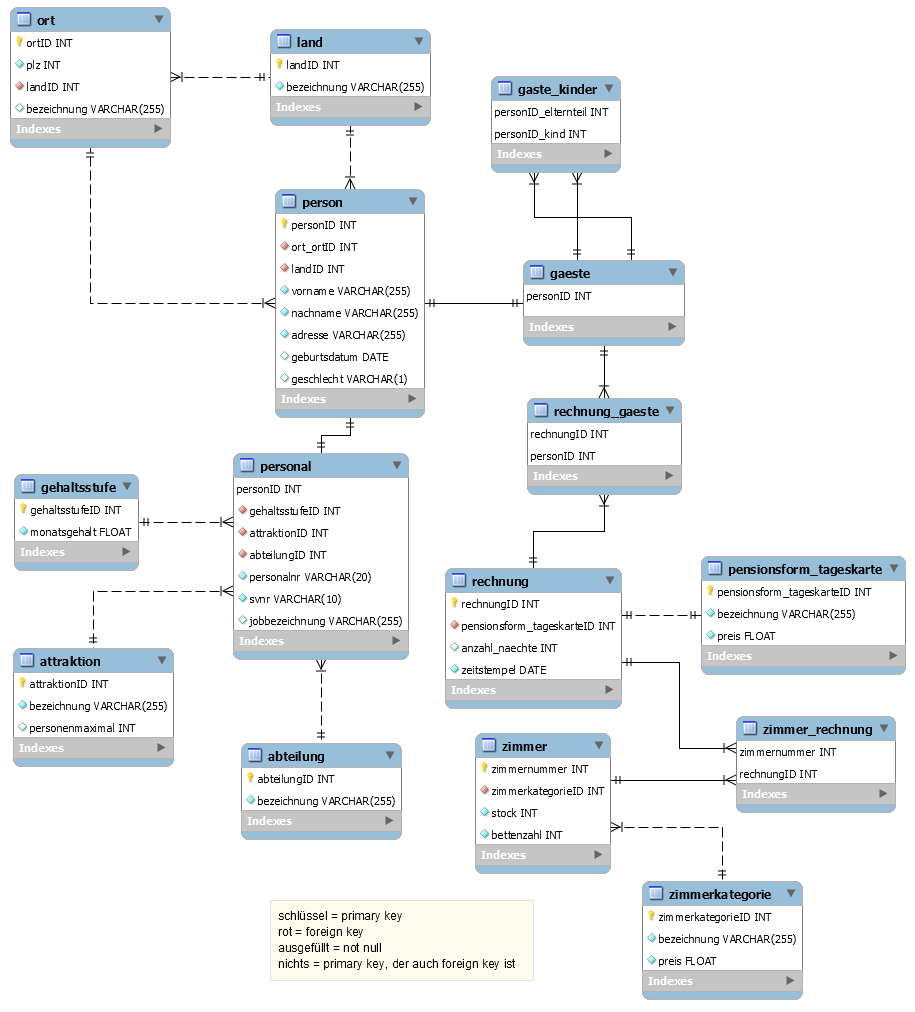 ort
ortID INT
plz INT
landID INT
bezeichnung VARCHAR(255)
Indexes
land
landID INT
bezeichnung VARCHAR(255)
Indexes
gaste_kinder
personID_elternteil INT
personID_kind INT
Indexes
person
personID INT
ort_ortID INT
landID INT
vorname VARCHAR(255)
nachname VARCHAR(255)
adresse VARCHAR(255)
geburtsdatum DATE
geschlecht VARCHAR(1)
Indexes
gaeste
personID INT
Indexes
rechnung_gaeste
rechnungID INT
personID INT
Indexes
personal
personID INT
gehaltsstufeID INT
attraktionID INT
abteilungID INT
personalnr VARCHAR(20)
svnr VARCHAR(10)
jobbezeichnung VARCHAR(255)
Indexes
gehaltsstufe
gehaltsstufeID INT
monatsgehalt FLOAT
Indexes
rechnung
rechnungID INT
pensionsform_tageskarteID INT
anzahl_naechte INT
zeitstempel DATE
Indexes
pensionsform_tageskarte
pensionsform_tageskarteID INT
bezeichnung VARCHAR(255)
preis FLOAT
Indexes
attraktion
attraktionID INT
bezeichnung VARCHAR(255)
personenmaximal INT
Indexes
abteilung
abteilungID INT
bezeichnung VARCHAR(255)
Indexes
zimmer
zimmernummer INT
zimmerkategorieID INT
stock INT
bettenzahl INT
Indexes
zimmer_rechnung
zimmernummer INT
rechnungID INT
Indexes
zimmerkategorie
zimmerkategorieID INT
bezeichnung VARCHAR(255)
preis FLOAT
Indexes
schlüssel = primary key
rot = foreign key
ausgefüllt = not null
nichts = primary key, der auch foreign key ist